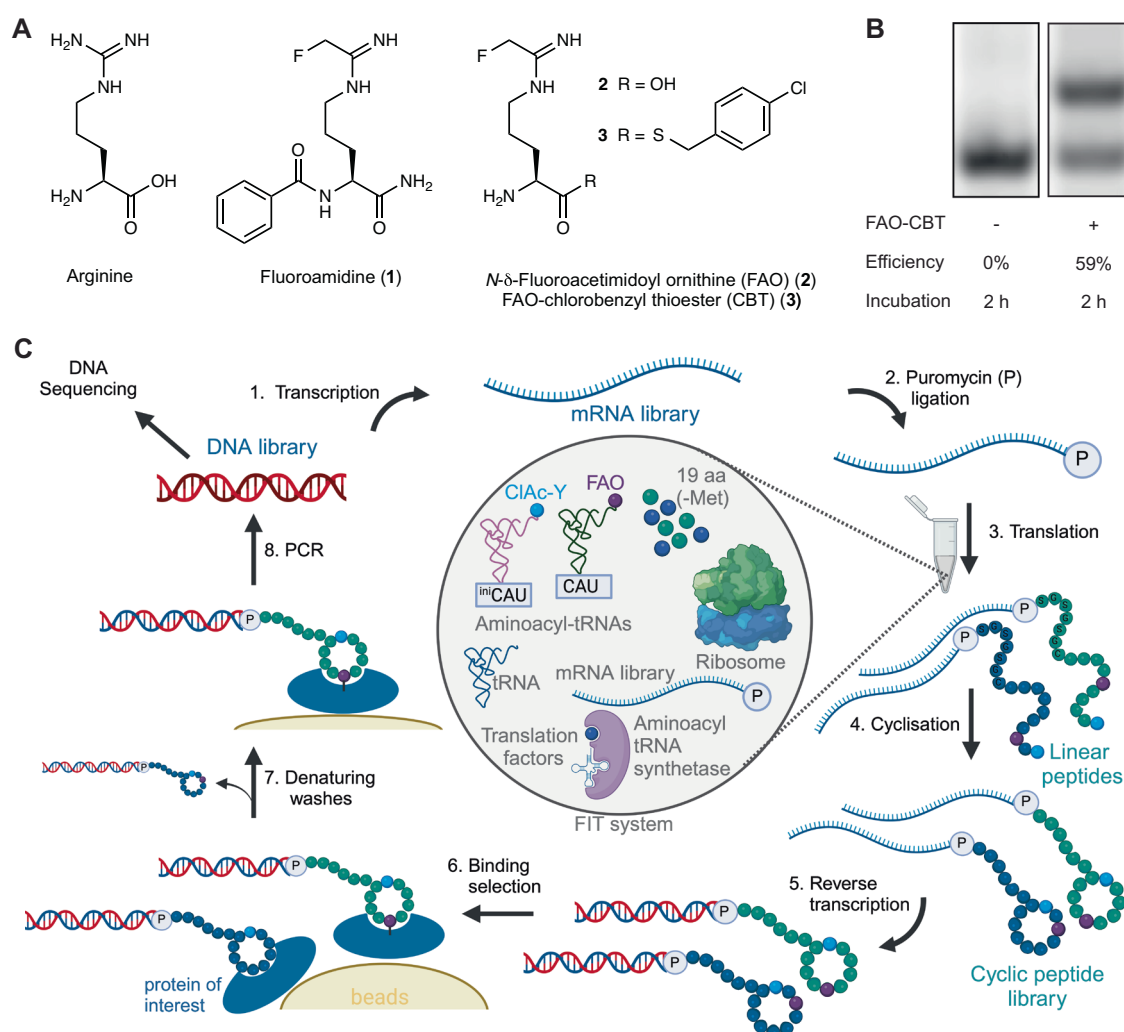 A
H₂N
NH
NH
H₂N
OH
O
Arginine
F
NH
NH
O
N
H
NH₂
O
Fluoroamidine (1)
F
NH
NH
H₂N
R
O
2 R = OH
3 R = S
Cl
N-δ-Fluoroacetimidoyl ornithine (FAO) (2)
FAO-chlorobenzyl thioester (CBT) (3)
B
FAO-CBT - +
Efficiency 0% 59%
Incubation 2 h 2 h
C
DNA
Sequencing
1. Transcription
DNA library
mRNA library
2. Puromycin (P)
ligation
P
3. Translation
ClAc-Y
FAO
19 aa
(-Met)
iniCAU
CAU
Aminoacyl-tRNAs
Ribosome
tRNA
mRNA library
P
Translation
factors
Aminoacyl
tRNA
synthetase
FIT system
P
S G S G S G C
P
S G S G S G C
4. Cyclisation
Linear
peptides
P
P
5. Reverse
transcription
Cyclic peptide
library
P
P
6. Binding
selection
P
P
protein of
interest
beads
7. Denaturing
washes
P
P
8. PCR